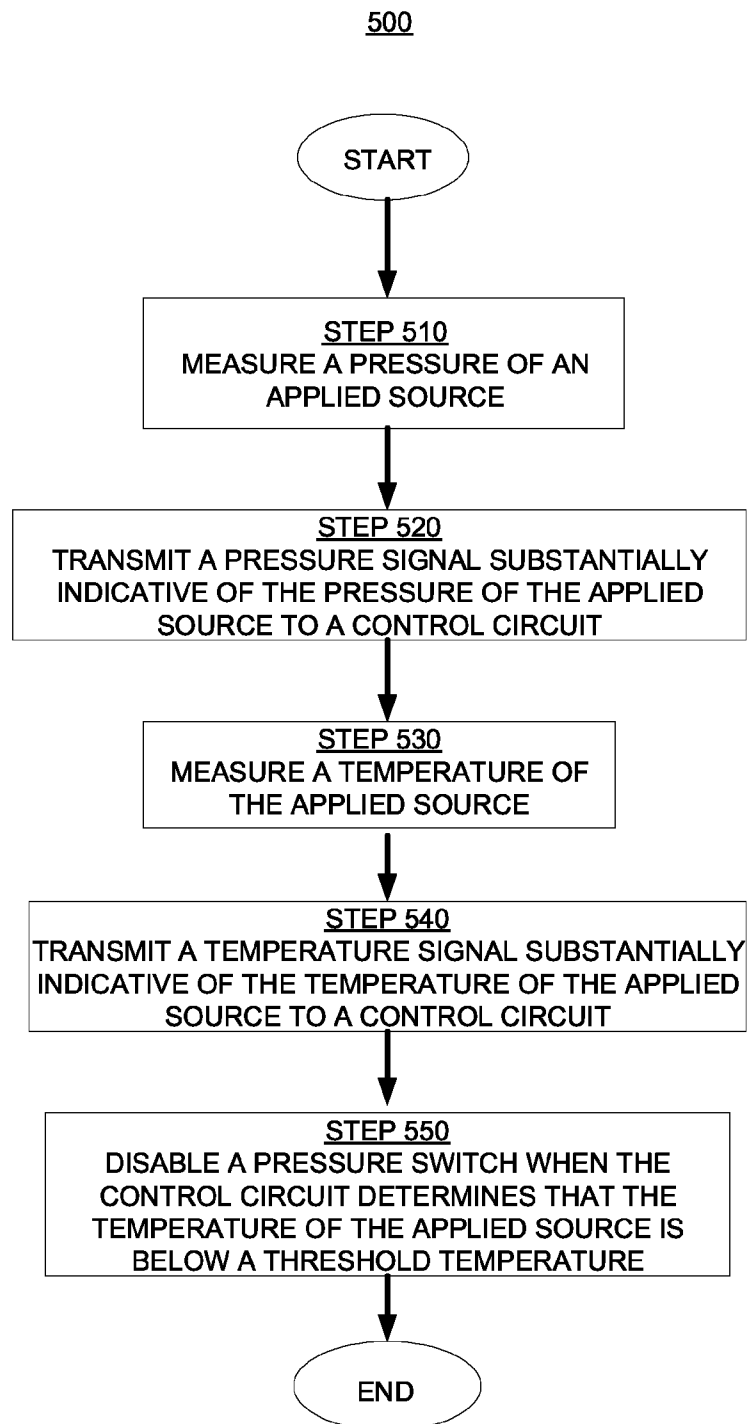 500
START
STEP 510
MEASURE A PRESSURE OF AN
APPLIED SOURCE
STEP 520
TRANSMIT A PRESSURE SIGNAL SUBSTANTIALLY
INDICATIVE OF THE PRESSURE OF THE APPLIED
SOURCE TO A CONTROL CIRCUIT
STEP 530
MEASURE A TEMPERATURE OF
THE APPLIED SOURCE
STEP 540
TRANSMIT A TEMPERATURE SIGNAL SUBSTANTIALLY
INDICATIVE OF THE TEMPERATURE OF THE APPLIED
SOURCE TO A CONTROL CIRCUIT
STEP 550
DISABLE A PRESSURE SWITCH WHEN THE
CONTROL CIRCUIT DETERMINES THAT THE
TEMPERATURE OF THE APPLIED SOURCE IS
BELOW A THRESHOLD TEMPERATURE
END